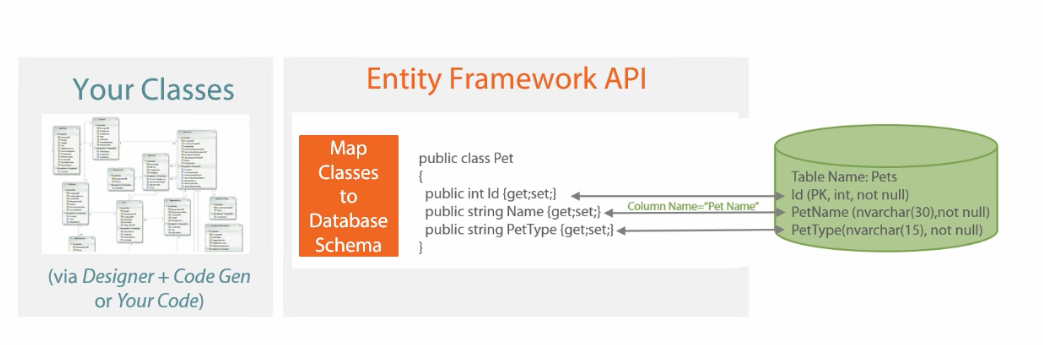 Your Classes
(via Designer + Code Gen
or Your Code)
Entity Framework API
Map
Classes
to
Database
Schema
public class Pet
{
public int Id {get;set;}
public string Name {get;set;}
public string PetType {get;set;}
}
Column Name="Pet Name"
Table Name: Pets
Id (PK, int, not null)
PetName (nvarchar(30),not null)
PetType(nvarchar(15), not null)